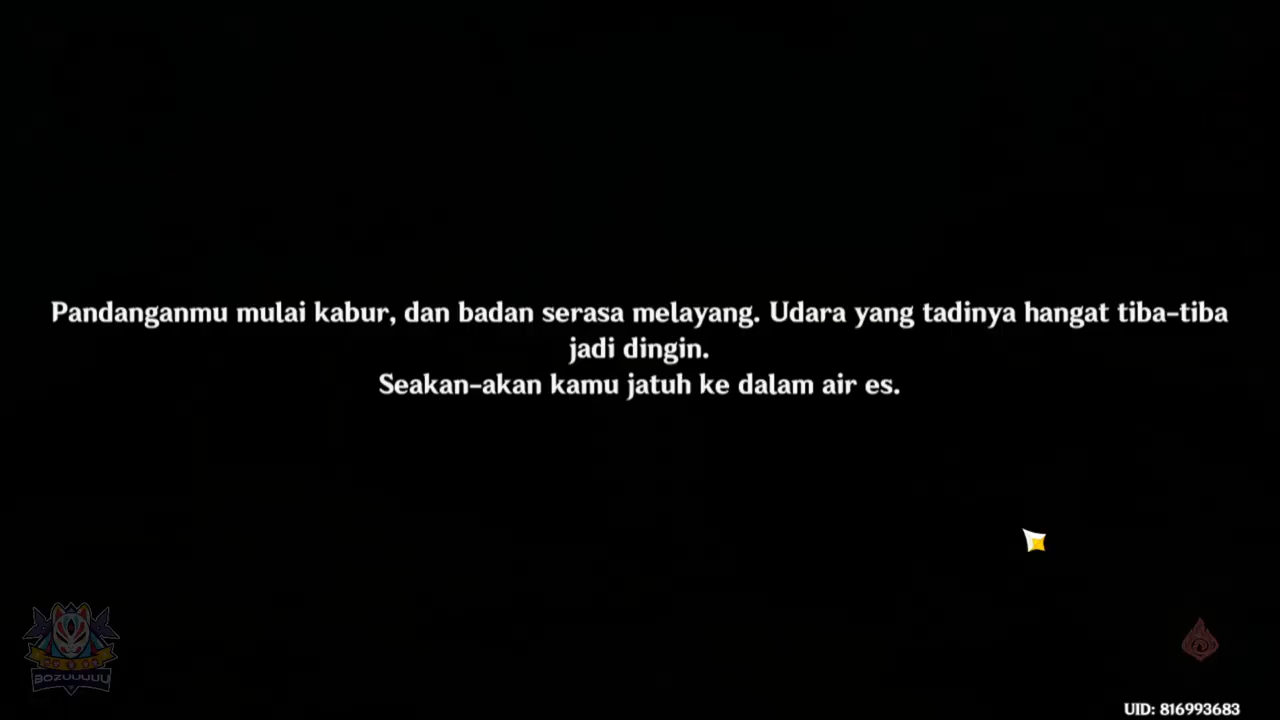 Pandanganmu mulai kabur, dan badan serasa melayang. Udara yang tadinya hangat tiba-tiba
jadi dingin.
Seakan-akan kamu jatuh ke dalam air es.
BOZUUUUU
UID: 816993683